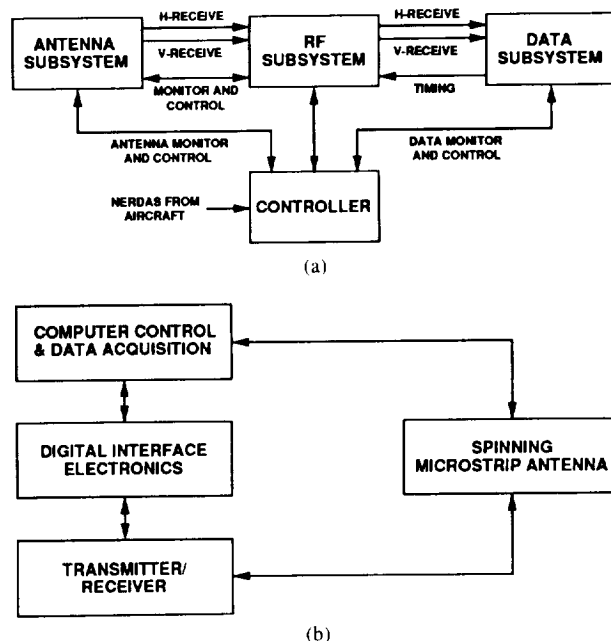 H-RECEIVE
H-RECEIVE
ANTENNA
SUBSYSTEM
RF
SUBSYSTEM
DATA
SUBSYSTEM
V-RECEIVE
V-RECEIVE
MONITOR AND
CONTROL
TIMING
ANTENNA MONITOR
AND CONTROL
DATA MONITOR
AND CONTROL
NERDAS FROM
AIRCRAFT
CONTROLLER
(a)
COMPUTER CONTROL
& DATA ACQUISITION
DIGITAL INTERFACE
ELECTRONICS
SPINNING
MICROSTRIP ANTENNA
TRANSMITTER/
RECEIVER
(b)